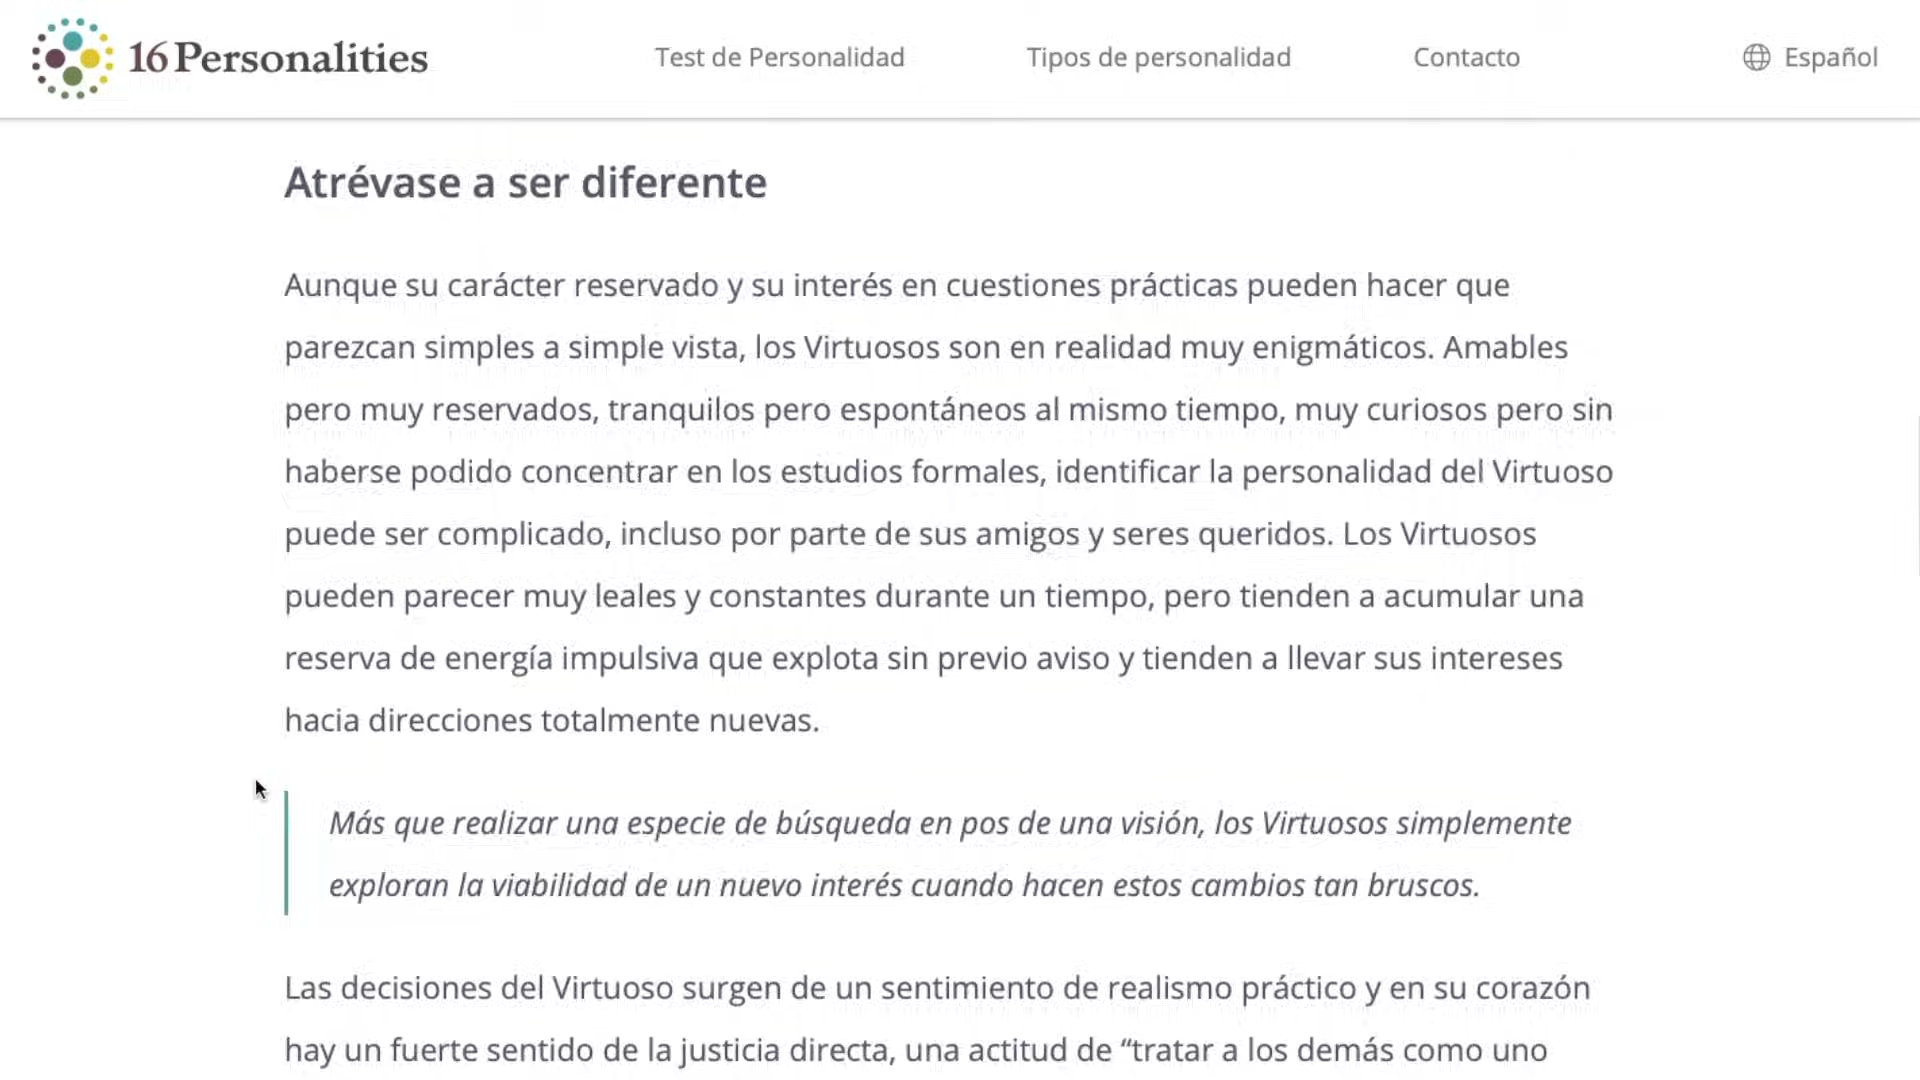 16Personalities
Test de Personalidad
Tipos de personalidad
Contacto
Español
Atrévase a ser diferente
Aunque su carácter reservado y su interés en cuestiones prácticas pueden hacer que
parezcan simples a simple vista, los Virtuosos son en realidad muy enigmáticos. Amables
pero muy reservados, tranquilos pero espontáneos al mismo tiempo, muy curiosos pero sin
haberse podido concentrar en los estudios formales, identificar la personalidad del Virtuoso
puede ser complicado, incluso por parte de sus amigos y seres queridos. Los Virtuosos
pueden parecer muy leales y constantes durante un tiempo, pero tienden a acumular una
reserva de energía impulsiva que explota sin previo aviso y tienden a llevar sus intereses
hacia direcciones totalmente nuevas.
Más que realizar una especie de búsqueda en pos de una visión, los Virtuosos simplemente
exploran la viabilidad de un nuevo interés cuando hacen estos cambios tan bruscos.
Las decisiones del Virtuoso surgen de un sentimiento de realismo práctico y en su corazón
hay un fuerte sentido de la justicia directa, una actitud de “tratar a los demás como uno